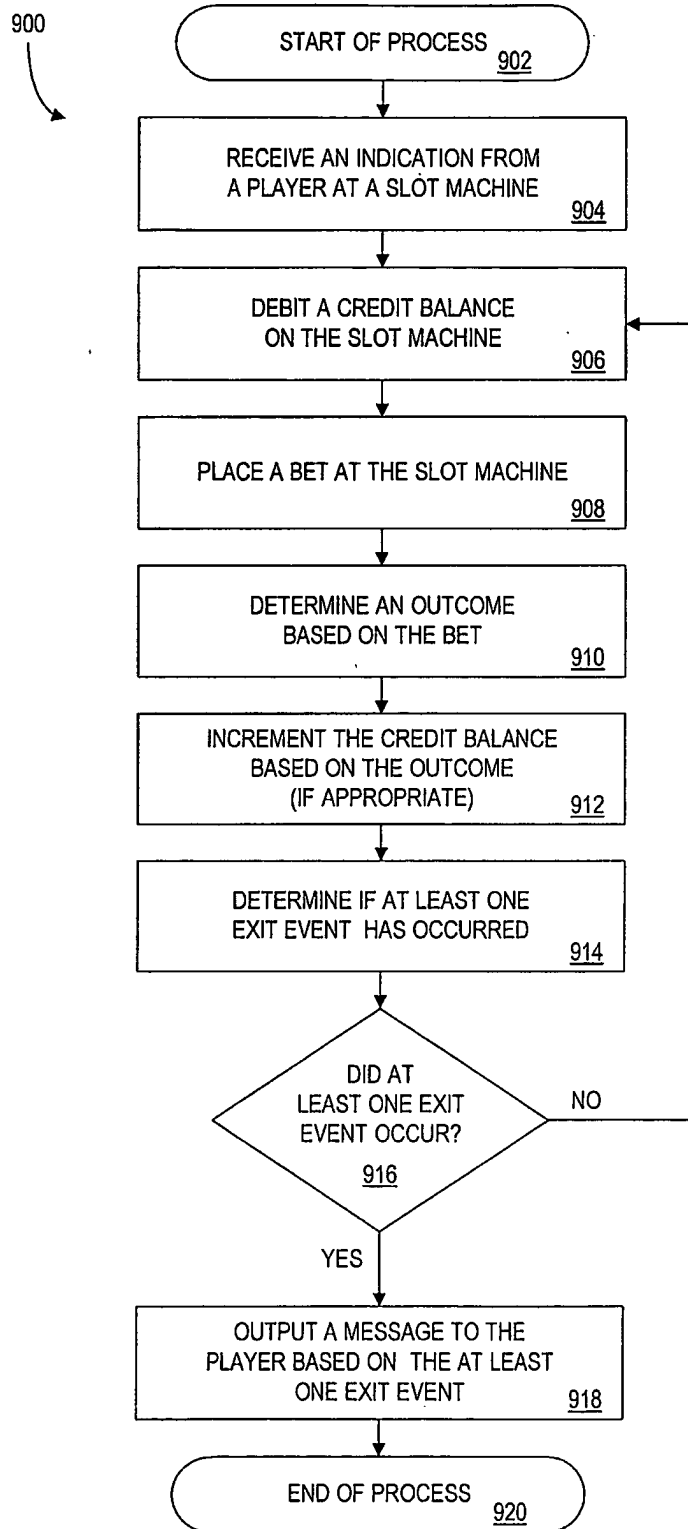 900
START OF PROCESS
902
RECEIVE AN INDICATION FROM
A PLAYER AT A SLOT MACHINE
904
DEBIT A CREDIT BALANCE
ON THE SLOT MACHINE
906
PLACE A BET AT THE SLOT MACHINE
908
DETERMINE AN OUTCOME
BASED ON THE BET
910
INCREMENT THE CREDIT BALANCE
BASED ON THE OUTCOME
(IF APPROPRIATE)
912
DETERMINE IF AT LEAST ONE
EXIT EVENT HAS OCCURRED
914
DID AT
LEAST ONE EXIT
EVENT OCCUR?
916
NO
YES
OUTPUT A MESSAGE TO THE
PLAYER BASED ON THE AT LEAST
ONE EXIT EVENT
918
END OF PROCESS
920